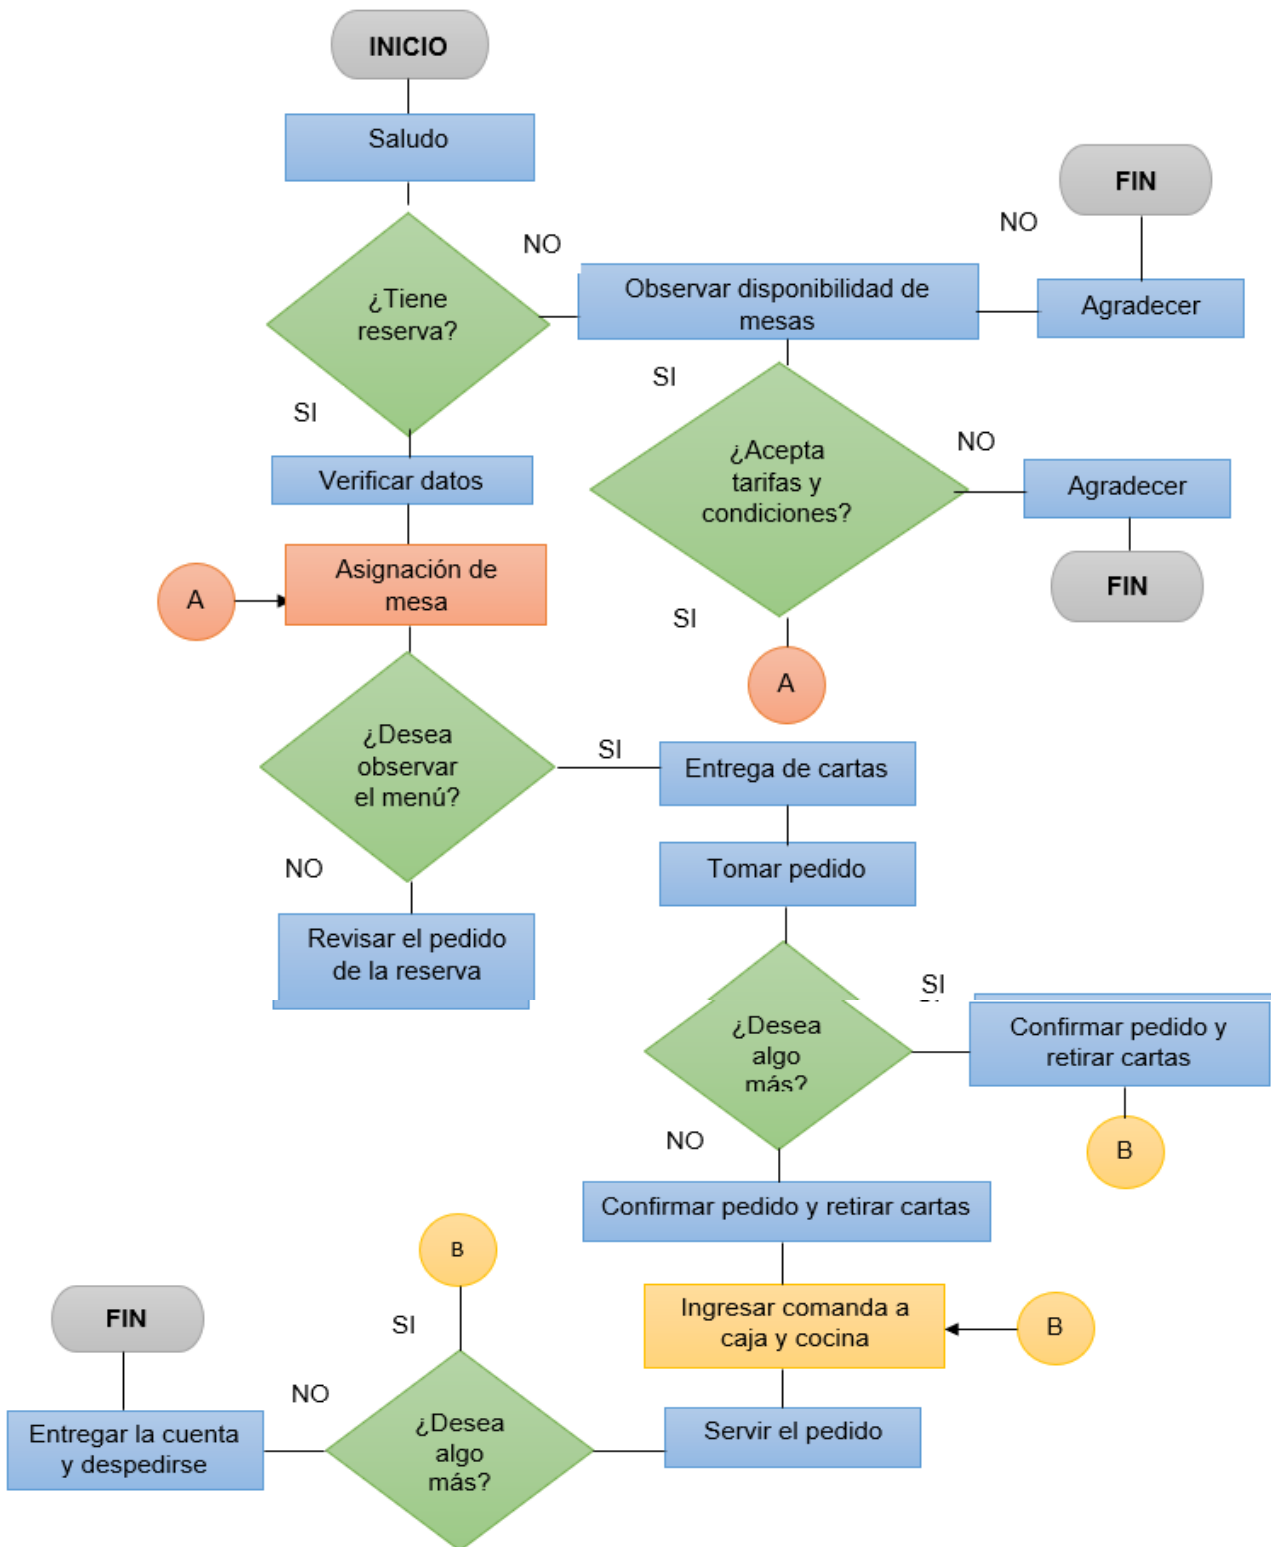 INICIO
Saludo
FIN
NO
NO
¿Tiene
reserva?
Observar disponibilidad de
mesas
Agradecer
SI
SI
¿Acepta
tarifas y
condiciones?
NO
Verificar datos
Agradecer
Asignación de
mesa
A
FIN
SI
A
¿Desea
observar
el menú?
SI
Entrega de cartas
NO
Tomar pedido
Revisar el pedido
de la reserva
SI
¿Desea
algo
más?
Confirmar pedido y
retirar cartas
NO
B
Confirmar pedido y retirar cartas
B
FIN
SI
Ingresar comanda a
caja y cocina
B
NO
Entregar la cuenta
y despedirse
¿Desea
algo
más?
Servir el pedido